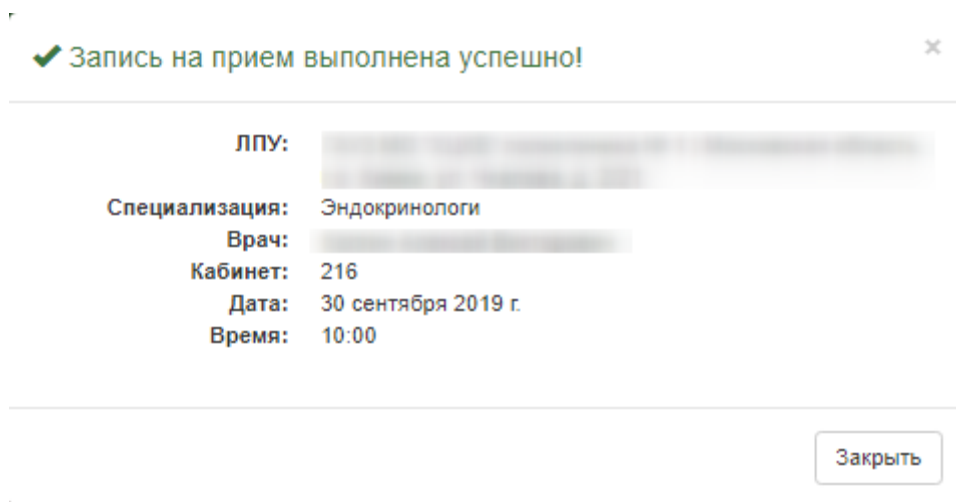 Запись на прием выполнена успешно!
ЛПУ:
Специализация: Эндокринологи
Врач:
Кабинет: 216
Дата: 30 сентября 2019 г.
Время: 10:00
Закрыть